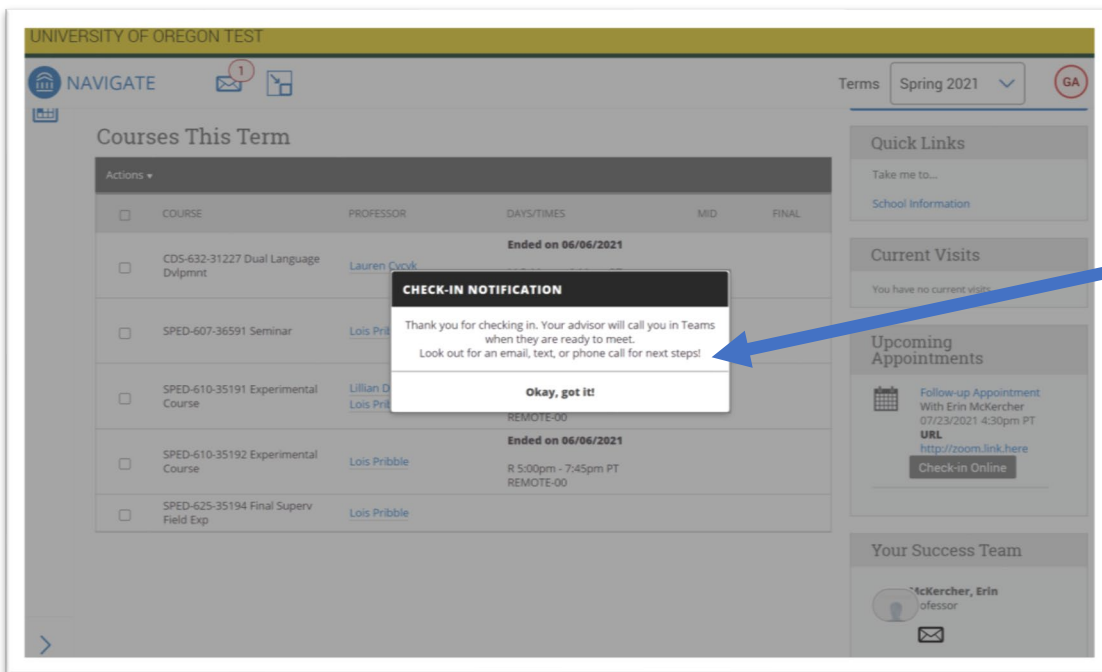 UNIVERSITY OF OREGON TEST
NAVIGATE
1
Terms
Spring 2021
GA
Courses This Term
Actions
COURSE PROFESSOR DAYS/TIMES MID FINAL
Ended on 06/06/2021
CDS-632-31227 Dual Language
Dvlpmnt
Lauren Cycyk
SPED-607-36591 Seminar
Lois Prib
SPED-610-35191 Experimental
Course
Lillian D
Lois Prib
REMOTE-00
Ended on 06/06/2021
SPED-610-35192 Experimental
Course
Lois Pribble
R 5:00pm - 7:45pm PT
REMOTE-00
SPED-625-35194 Final Superv
Field Exp
Lois Pribble
CHECK-IN NOTIFICATION
Thank you for checking in. Your advisor will call you in Teams
when they are ready to meet.
Look out for an email, text, or phone call for next steps!
Okay, got it!
Quick Links
Take me to...
School Information
Current Visits
You have no current visits
Upcoming
Appointments
Follow-up Appointment
With Erin McKercher
07/23/2021 4:30pm PT
URL
http://zoom.link.here
Check-in Online
Your Success Team
McKercher, Erin
ofessor